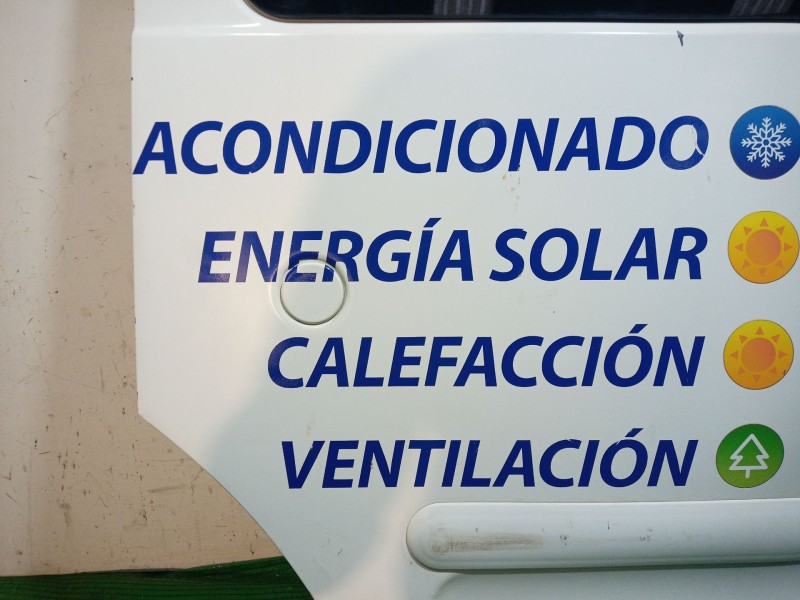 ACONDICIONADO
ENERGÍA SOLAR
CALEFACCIÓN
VENTILACIÓN